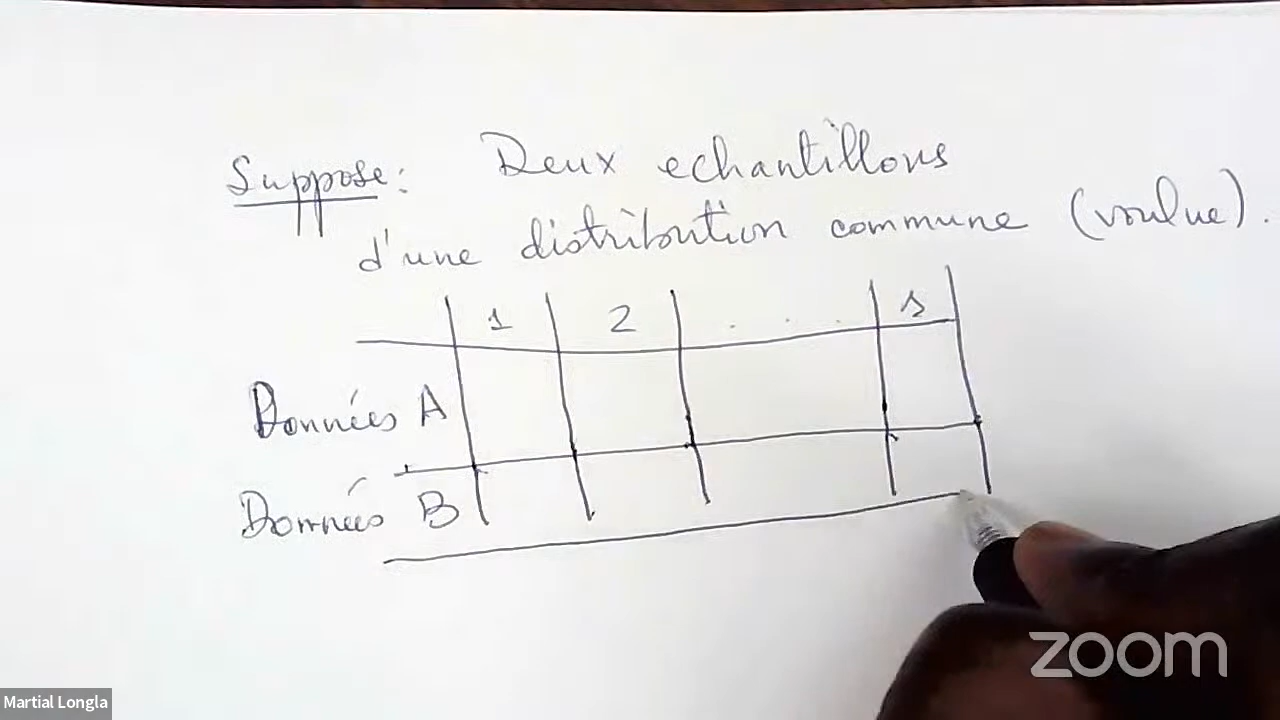 Suppose: Deux echantillons
d'une distribution commune (voulue).
1 2 . . . s
Données A
Données B
zoom
Martial Longla